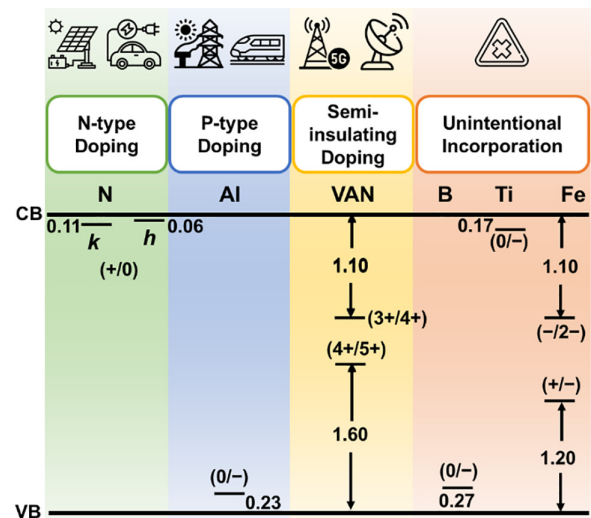 5G
N-type
Doping
P-type
Doping
Semi-
insulating
Doping
Unintentional
Incorporation
N
Al
VAN
B
Ti
Fe
CB
0.11
k
h
0.06
(+/0)
1.10
(3+/4+)
(4+/5+)
1.60
0.17
(0/−)
1.10
(−/2−)
(+/−)
1.20
(0/−)
0.23
(0/−)
0.27
VB